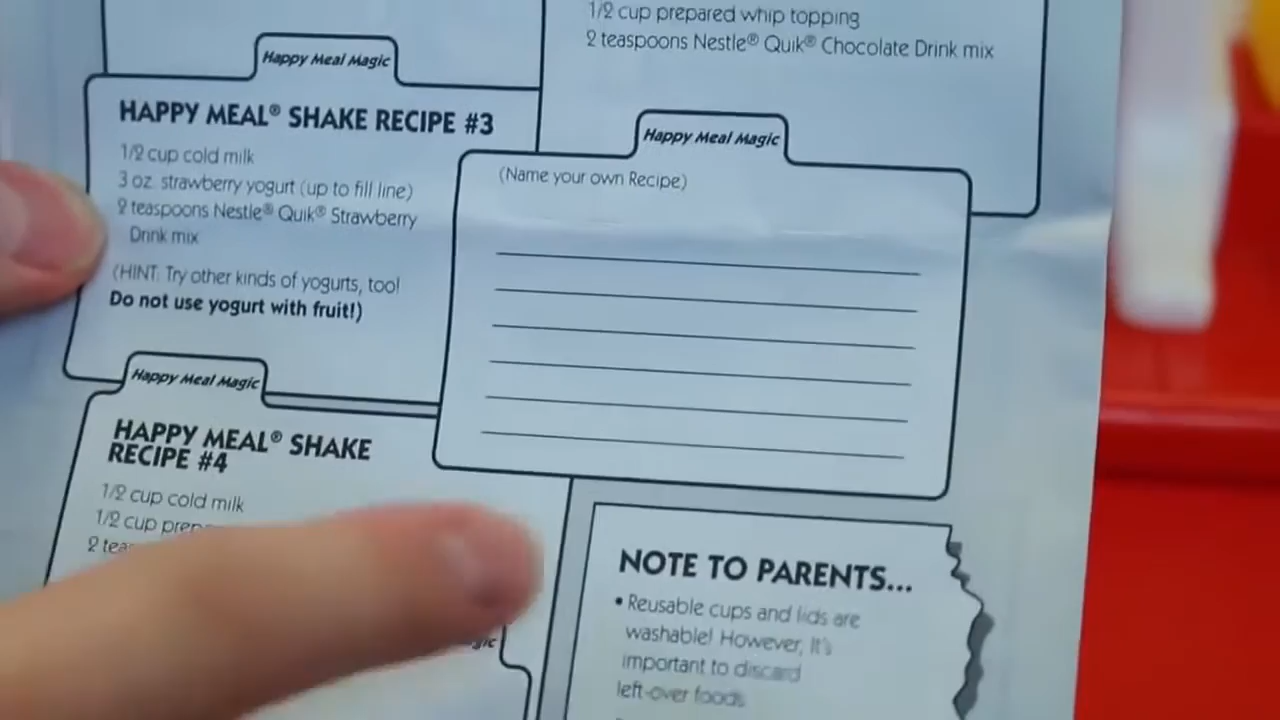 1/2 cup prepared whip topping
2 teaspoons Nestle® Quik® Chocolate Drink mix
Happy Meal Magic
HAPPY MEAL® SHAKE RECIPE #3
1/2 cup cold milk
3 oz. strawberry yogurt (up to fill line)
2 teaspoons Nestle® Quik® Strawberry
Drink mix
(HINT: Try other kinds of yogurts, too!
Do not use yogurt with fruit!)
Happy Meal Magic
(Name your own Recipe)
Happy Meal Magic
HAPPY MEAL® SHAKE
RECIPE #4
1/2 cup cold milk
1/2 cup
2
NOTE TO PARENTS...
• Reusable cups and lids are
washable! However, It's
important to discard
left-over foods